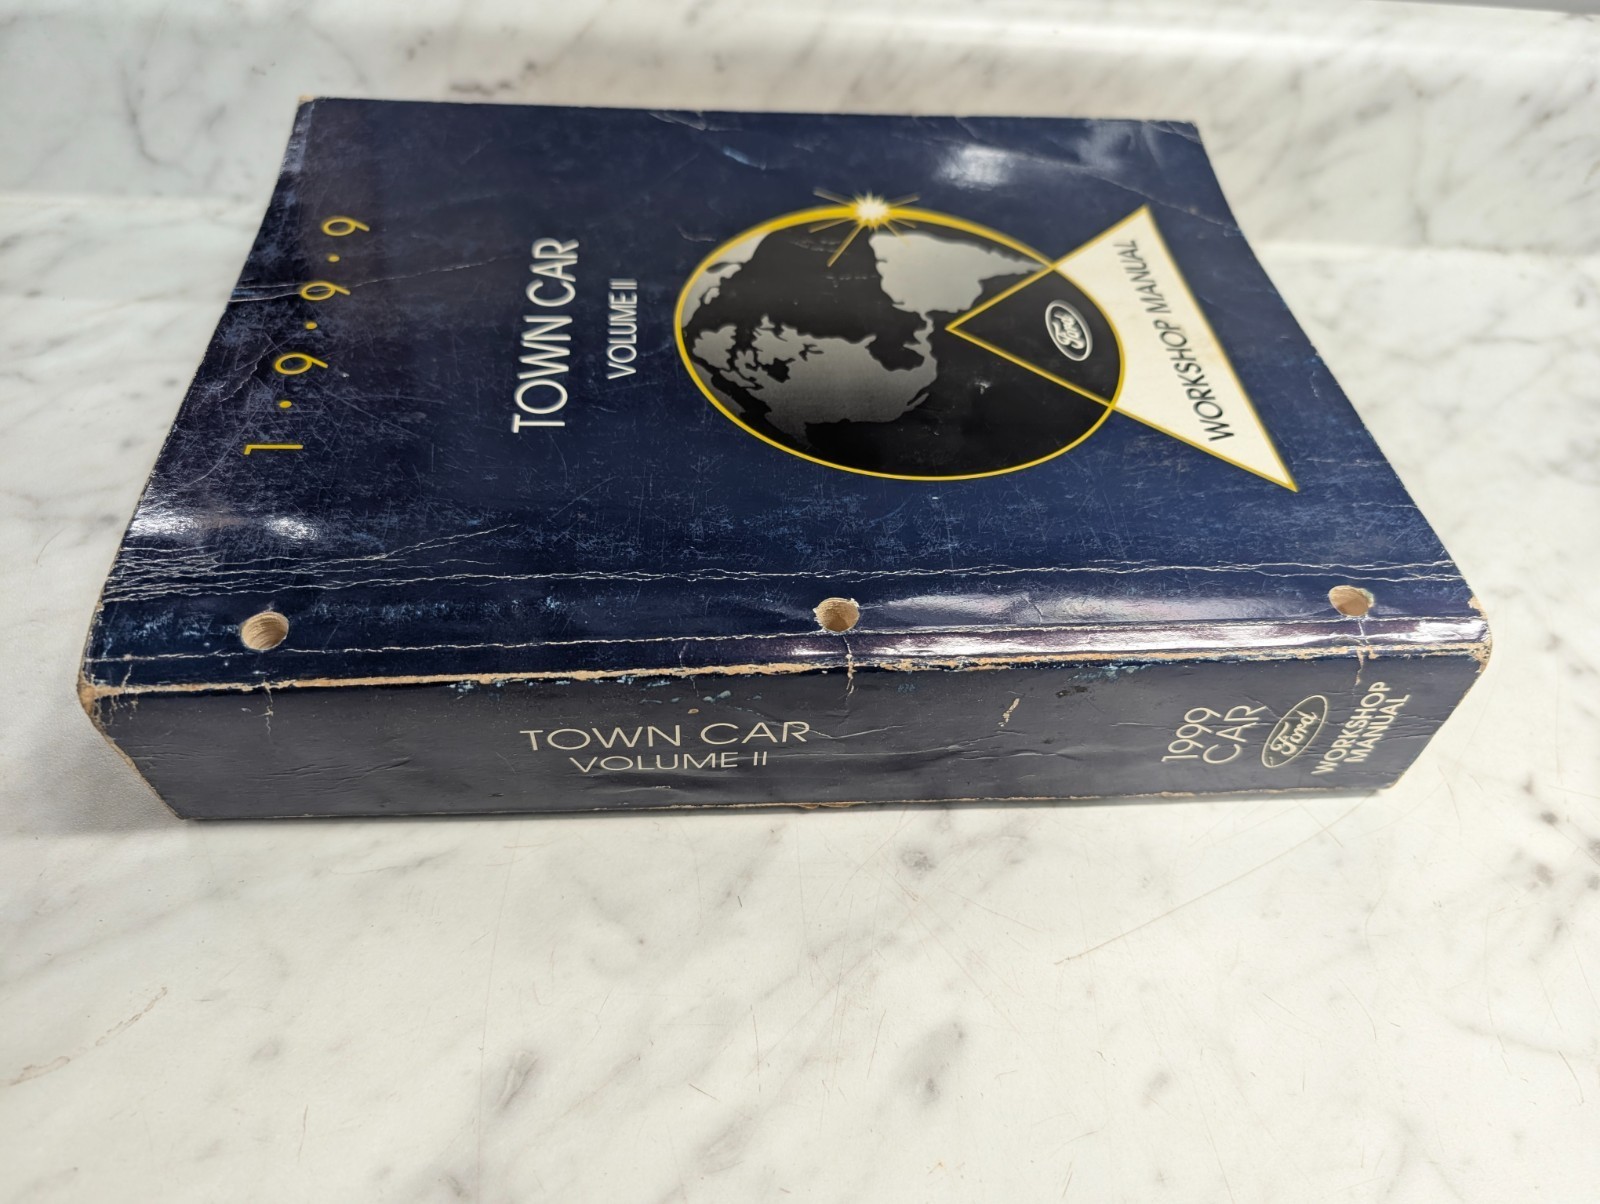 1·9·9·9
TOWN CAR
VOLUME II
Ford
WORKSHOP MANUAL
TOWN CAR
VOLUME II
1999
CAR
Ford
WORKSHOP
MANUAL